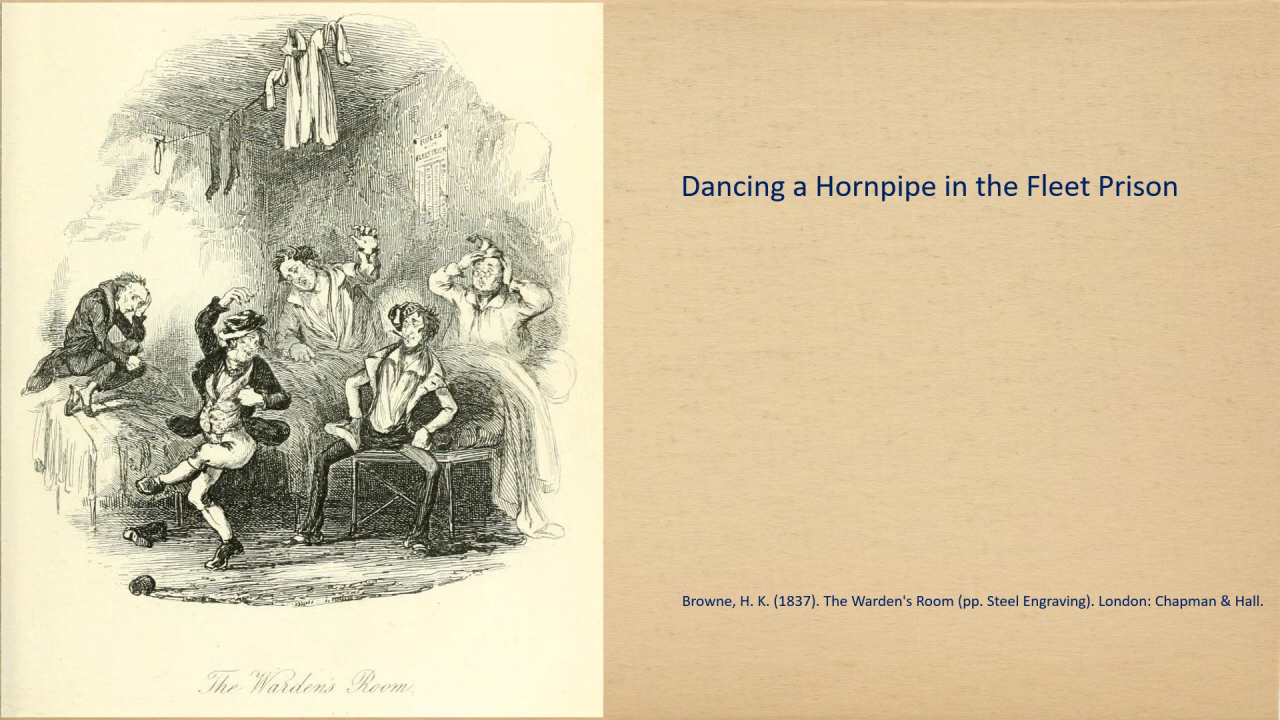 RULES
Dancing a Hornpipe in the Fleet Prison
Browne, H. K. (1837). The Warden's Room (pp. Steel Engraving). London: Chapman & Hall.
The Warden's Room.